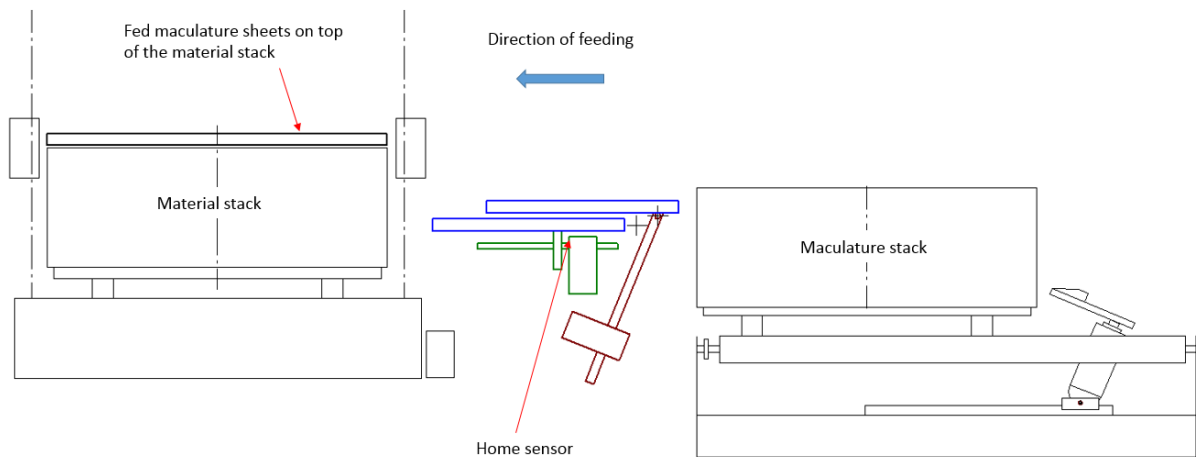 Fed maculature sheets on top
of the material stack
Direction of feeding
Material stack
Maculature stack
Home sensor